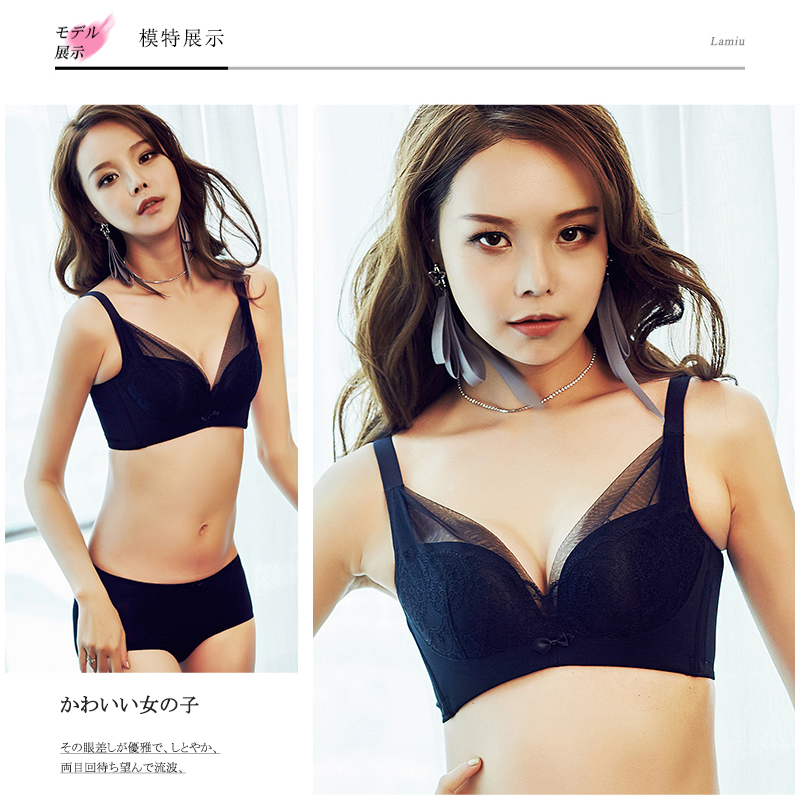 モデル
展示
模特展示
Lamiu
かわいい女の子
その眼差しが優雅で、しとやか、
両目回待ち望んで流波、